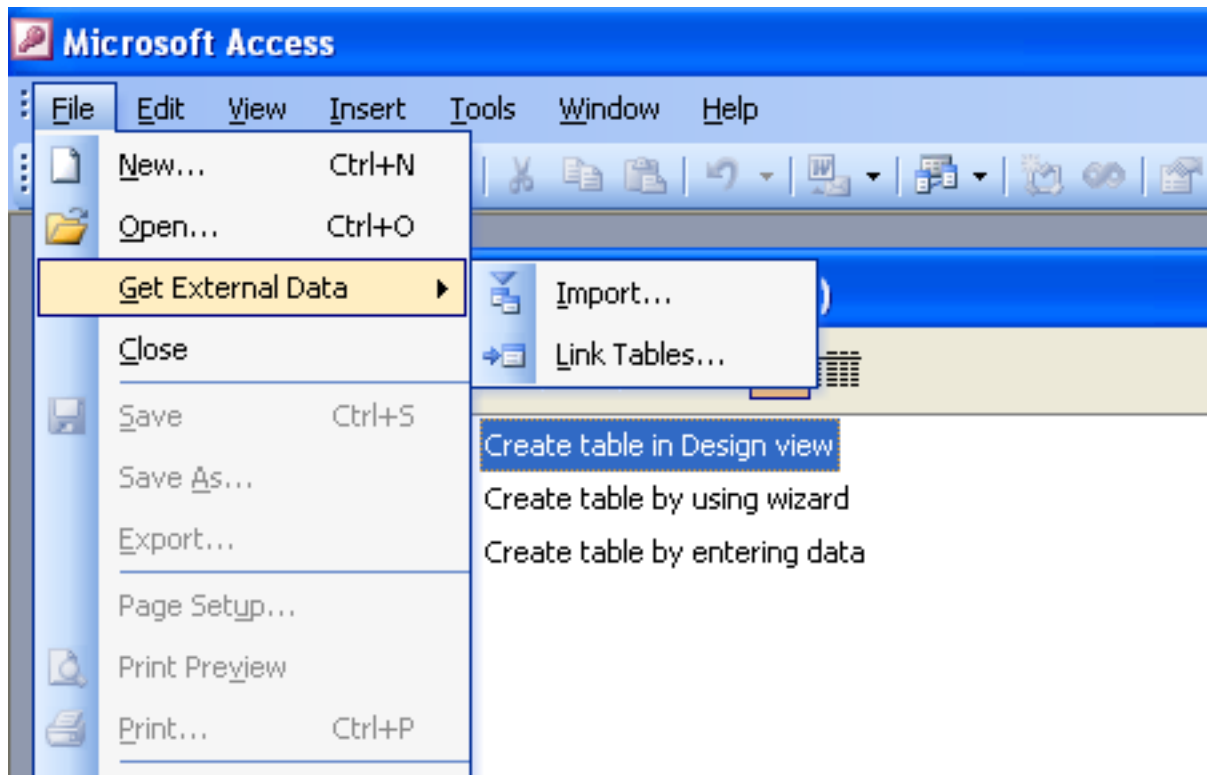 Microsoft Access
File Edit View Insert Tools Window Help
New... Ctrl+N
Open... Ctrl+O
Get External Data
Import...
)
Close
Link Tables...
Save Ctrl+S
Create table in Design view
Save As...
Create table by using wizard
Export...
Create table by entering data
Page Setup...
Print Preview
Print... Ctrl+P